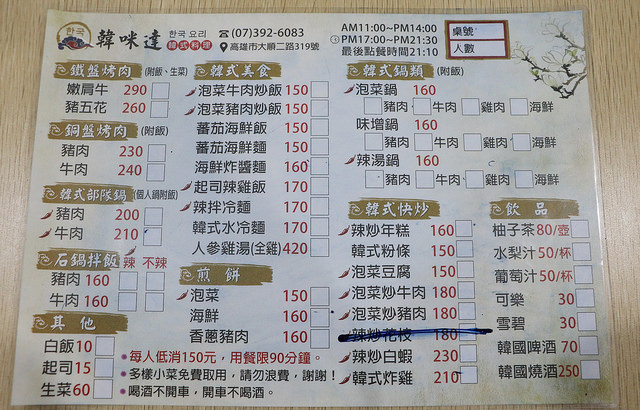 한국
韓咪達
한국 요리
韓式料理
☎(07)392-6083
高雄市大順二路319號
AM11:00~PM14:00
PM17:00~PM21:30
最後點餐時間21:10
桌號
人數
鐵盤烤肉 (附飯、生菜)
嫩肩牛 290
豬五花 260
銅盤烤肉 (附飯)
豬肉 230
牛肉 240
韓式部隊鍋 (個人鍋附飯)
豬肉 200
牛肉 210
石鍋拌飯 辣 不辣
豬肉 160
牛肉 160
其他
白飯 10
起司 15
生菜 60
韓式美食
泡菜牛肉炒飯 150
泡菜豬肉炒飯 150
蕃茄海鮮飯 150
蕃茄海鮮麵 150
海鮮炸醬麵 160
起司辣雞飯 170
辣拌冷麵 170
韓式水冷麵 170
人參雞湯(全雞) 420
煎餅
泡菜 150
海鮮 160
香蔥豬肉 160
•每人低消150元，用餐限90分鐘。
•多樣小菜免費取用，請勿浪費，謝謝！
•喝酒不開車，開車不喝酒。
韓式鍋類 (附飯)
泡菜鍋 160
豬肉 牛肉 雞肉 海鮮
味增鍋 160
豬肉 牛肉 雞肉 海鮮
辣湯鍋 160
豬肉 牛肉 雞肉 海鮮
韓式快炒
辣炒年糕 160
韓式粉條 150
泡菜豆腐 150
泡菜炒牛肉 180
泡菜炒豬肉 180
辣炒花枝 180
辣炒白蝦 230
韓式炸雞 210
飲品
柚子茶 80/壺
水梨汁 50/杯
葡萄汁 50/杯
可樂 30
雪碧 30
韓國啤酒 70
韓國燒酒 250